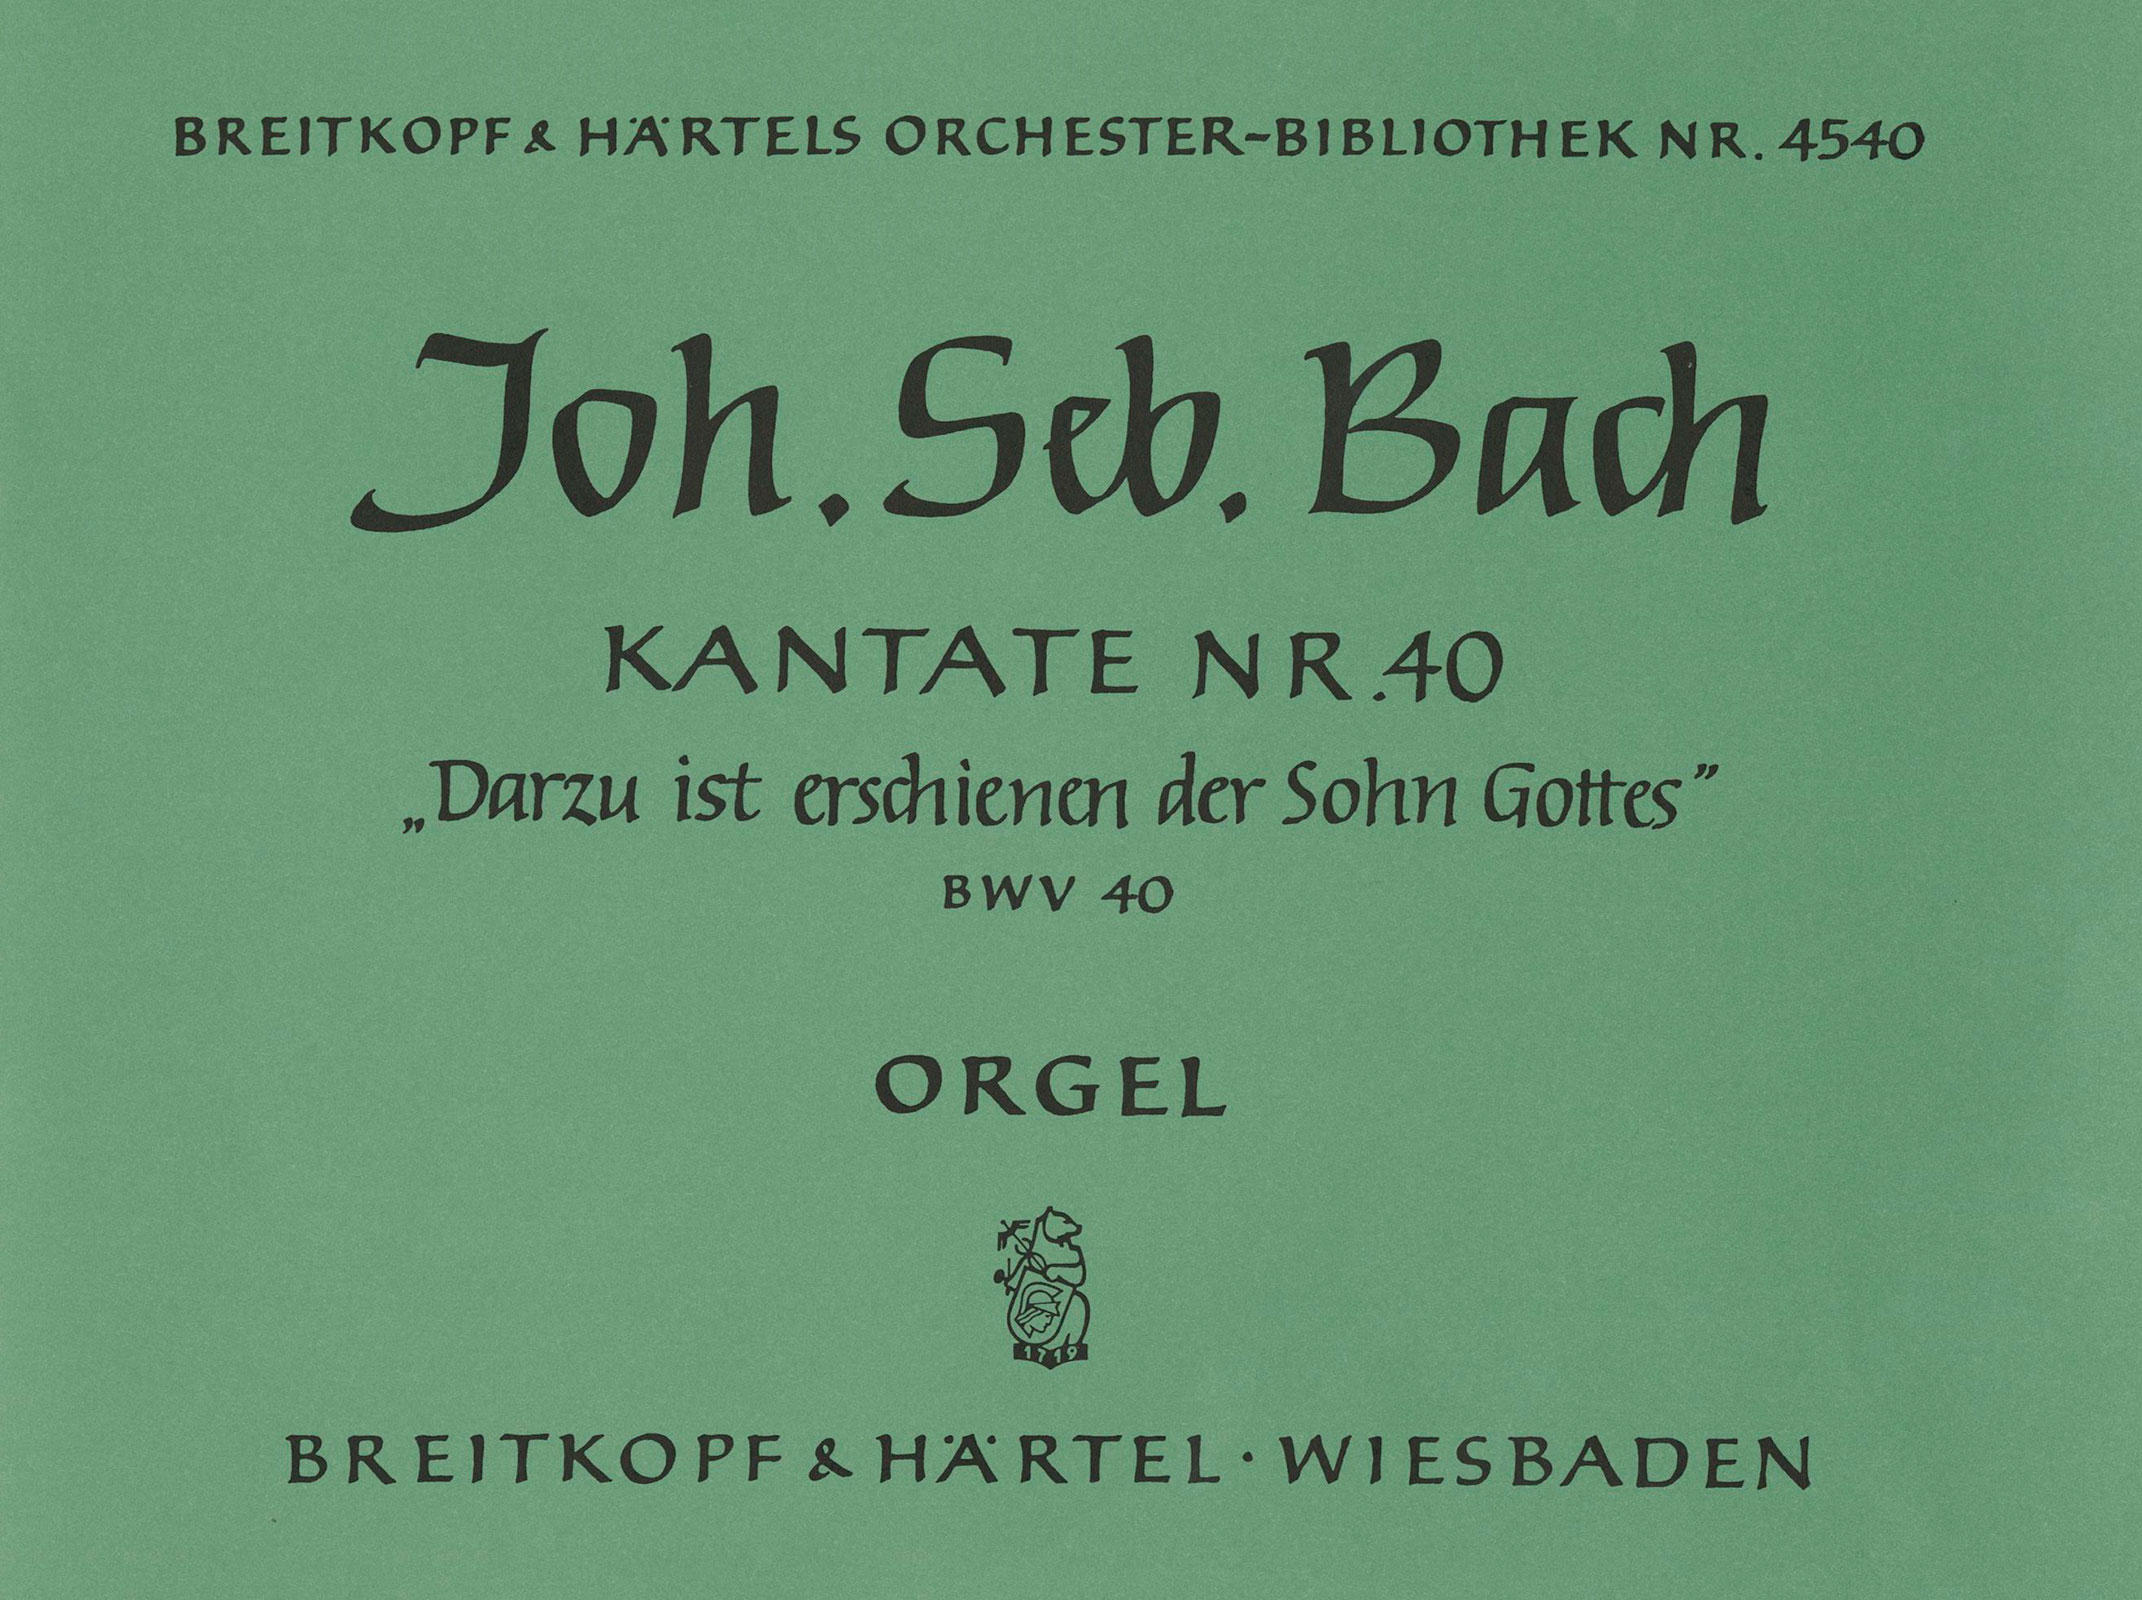 BREITKOPF & HÄRTELS ORCHESTER-BIBLIOTHEK NR. 4540
Joh. Seb. Bach
KANTATE NR. 40
„Darzu ist erschienen der Sohn Gottes”
BWV 40
ORGEL
1719
BREITKOPF & HÄRTEL · WIESBADEN